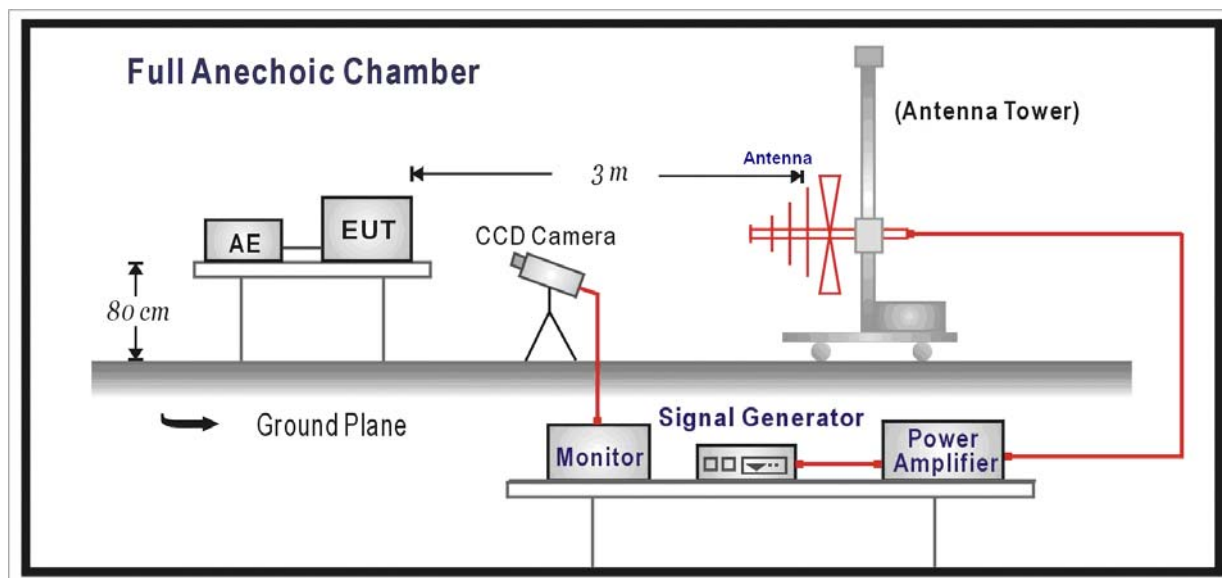 Full Anechoic Chamber
(Antenna Tower)
Antenna
3 m
EUT
AE
CCD Camera
80 cm
Ground Plane
Signal Generator
Monitor
Power
Amplifier